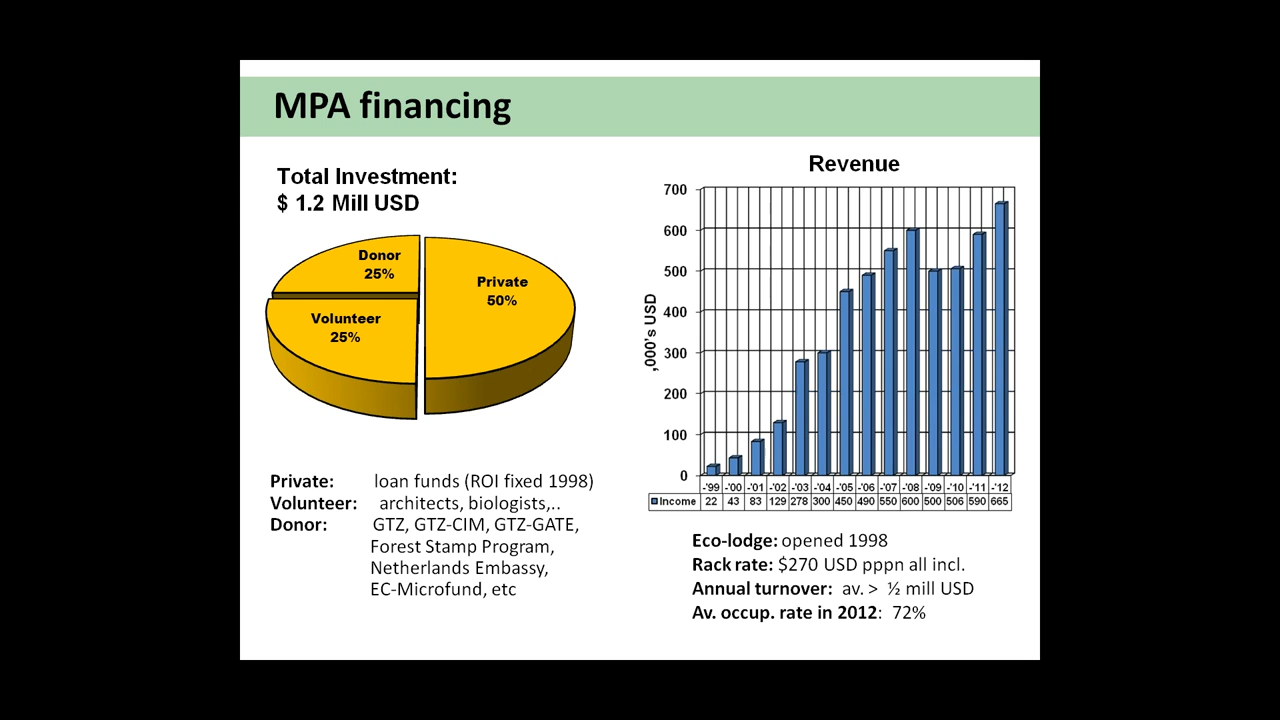 MPA financing
Total Investment:
$ 1.2 Mill USD
Donor
25%
Private
50%
Volunteer
25%
Private: loan funds (ROI fixed 1998)
Volunteer: architects, biologists,..
Donor: GTZ, GTZ-CIM, GTZ-GATE,
Forest Stamp Program,
Netherlands Embassy,
EC-Microfund, etc
Revenue
,000's USD
700
600
500
400
300
200
100
0
-'99 -'00 -'01 -'02 -'03 -'04 -'05 -'06 -'07 -'08 -'09 -'10 -'11 -'12
Income 22 43 83 129 278 300 450 490 550 600 500 506 590 665
Eco-lodge: opened 1998
Rack rate: $270 USD pppn all incl.
Annual turnover: av. > ½ mill USD
Av. occup. rate in 2012: 72%